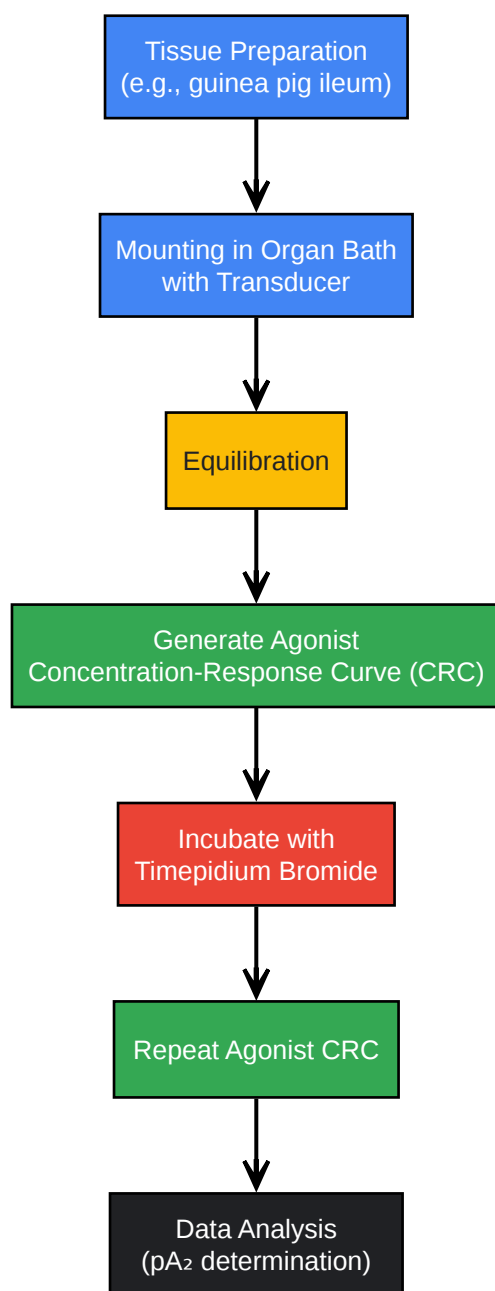 Tissue Preparation
(e.g., guinea pig ileum)
Mounting in Organ Bath
with Transducer
Equilibration
Generate Agonist
Concentration-Response Curve (CRC)
Incubate with
Timepidium Bromide
Repeat Agonist CRC
Data Analysis
(pA₂ determination)